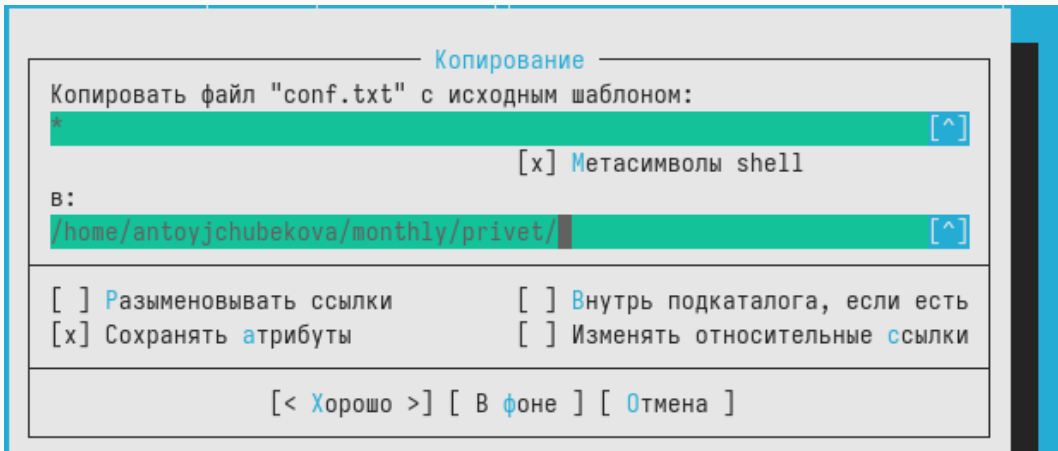 Копирование
Копировать файл "conf.txt" с исходным шаблоном:
* [^]
[x] Метасимволы shell
в:
/home/antoyjchubekova/monthly/privet/ [^]
[ ] Разыменовывать ссылки [ ] Внутрь подкаталога, если есть
[x] Сохранять атрибуты [ ] Изменять относительные ссылки
[< Хорошо >] [ В фоне ] [ Отмена ]